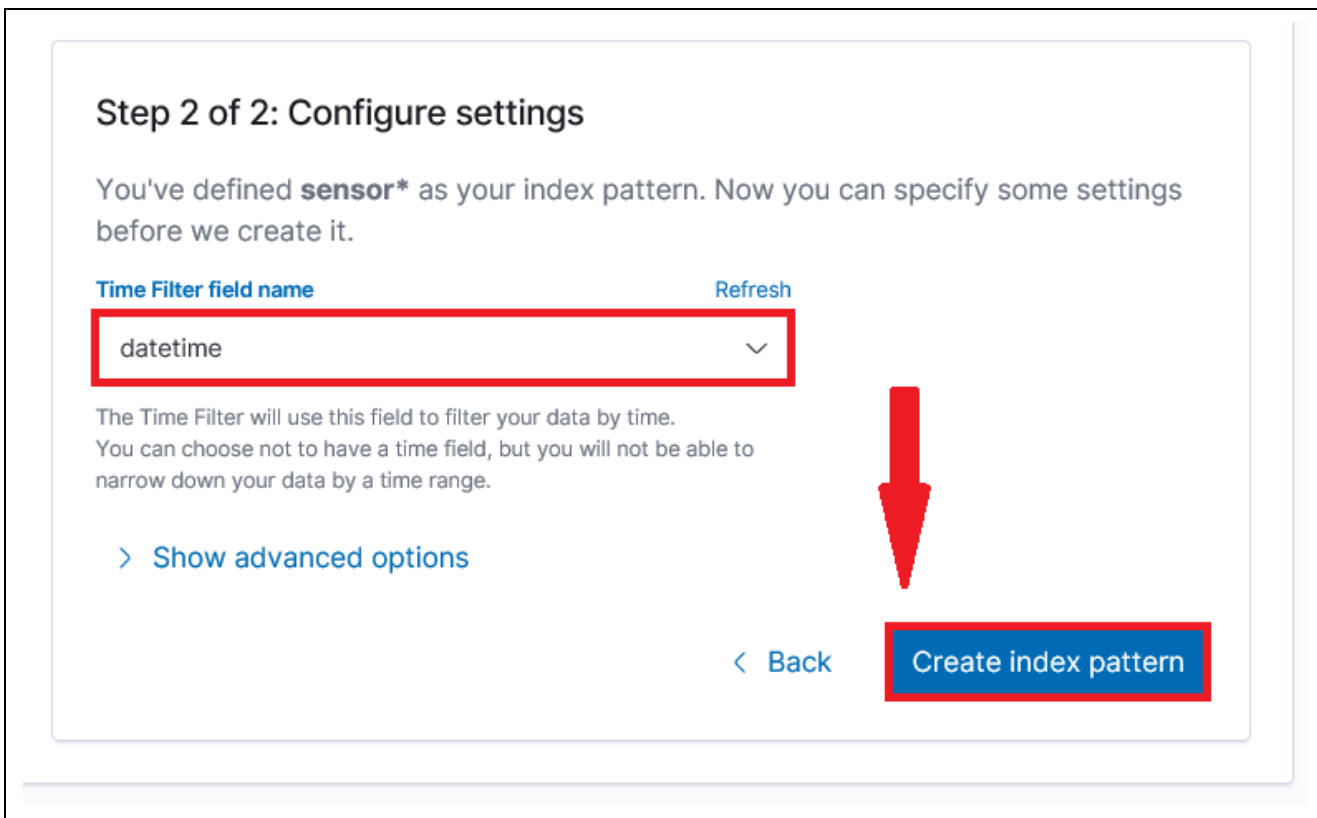 Step 2 of 2: Configure settings
You've defined sensor* as your index pattern. Now you can specify some settings
before we create it.
Time Filter field name
Refresh
datetime
The Time Filter will use this field to filter your data by time.
You can choose not to have a time field, but you will not be able to
narrow down your data by a time range.
Show advanced options
Back
Create index pattern